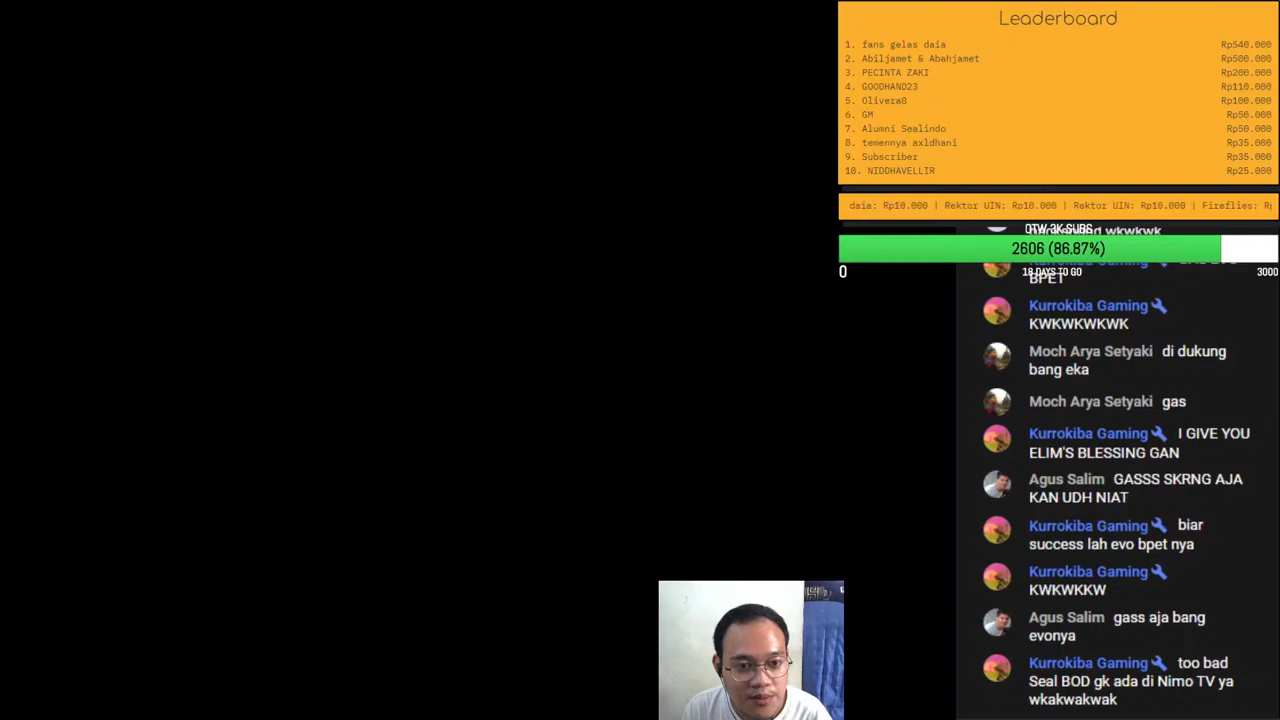 Leaderboard
1. fans gelas daia Rp540.000
2. Abiljamet & Abahjamet Rp500.000
3. PECINTA ZAKI Rp200.000
4. GOODHAND23 Rp110.000
5. Olivera8 Rp100.000
6. GM Rp50.000
7. Alumni Sealindo Rp50.000
8. temennya axldhani Rp35.000
9. Subscriber Rp35.000
10. NIDDHAVELLIR Rp25.000
daia: Rp10.000 | Rektor UIN: Rp10.000 | Rektor UIN: Rp10.000 | Fireflies:
OTW 3K SUBS
wkwkwk
2606 (86.87%)
0 18 DAYS TO GO 3000
Kurrokiba Gaming
BPET
Kurrokiba Gaming
KWKWKWKWK
Moch Arya Setyaki di dukung
bang eka
Moch Arya Setyaki gas
Kurrokiba Gaming I GIVE YOU
ELIM'S BLESSING GAN
Agus Salim GASSS SKRNG AJA
KAN UDH NIAT
Kurrokiba Gaming biar
success lah evo bpet nya
Kurrokiba Gaming
KWKWKKW
Agus Salim gass aja bang
evonya
Kurrokiba Gaming too bad
Seal BOD gk ada di Nimo TV ya
wkakwakwak